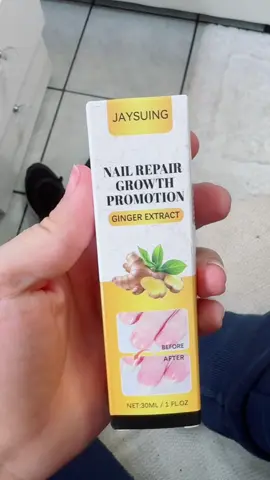 JAYSUING
NAIL REPAIR
GROWTH
PROMOTION
GINGER EXTRACT
BEFORE
AFTER
NET:30ML / 1 FL.OZ